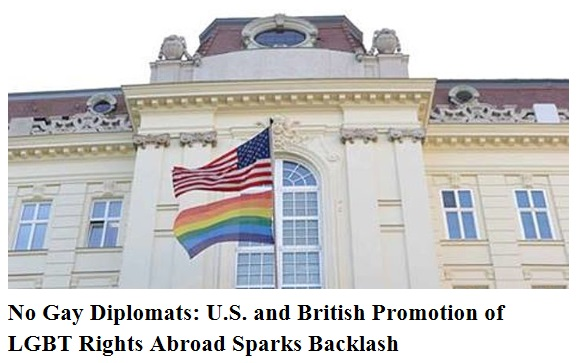 No Gay Diplomats: U.S. and British Promotion of
LGBT Rights Abroad Sparks Backlash